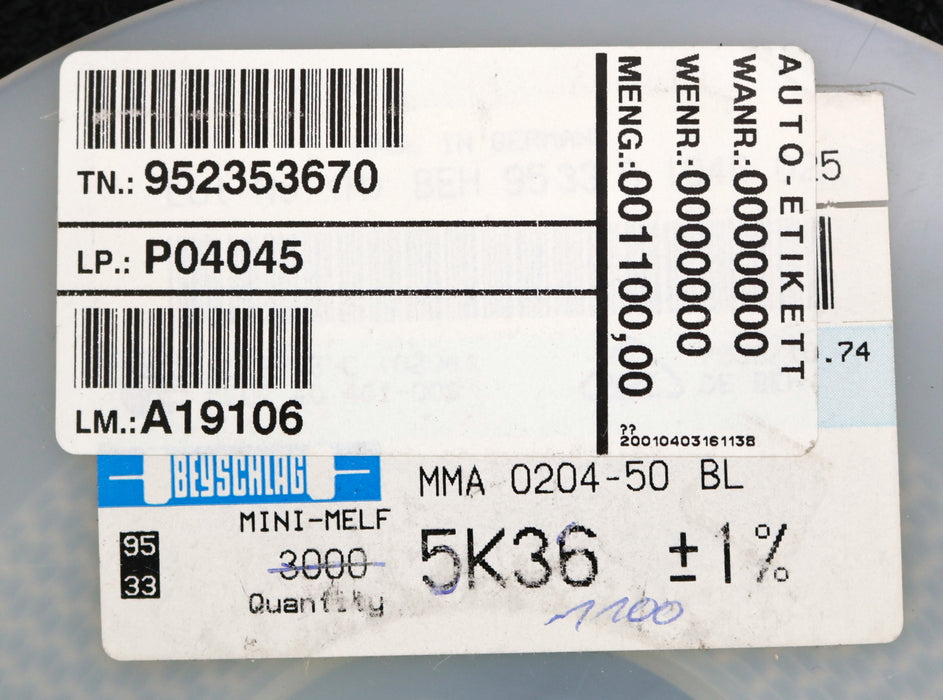 TN.: 952353670
LP.: P04045
LM.: A19106
AUTO-ETIKETT
WANR.:0000000
WENR.:0000000
MENG.:001100,00
??
20010403161138
.74
BEYSCHLAG
MMA 0204-50 BL
MINI-MELF
95
33
3000
Quantity
5K36 ±1%
1100